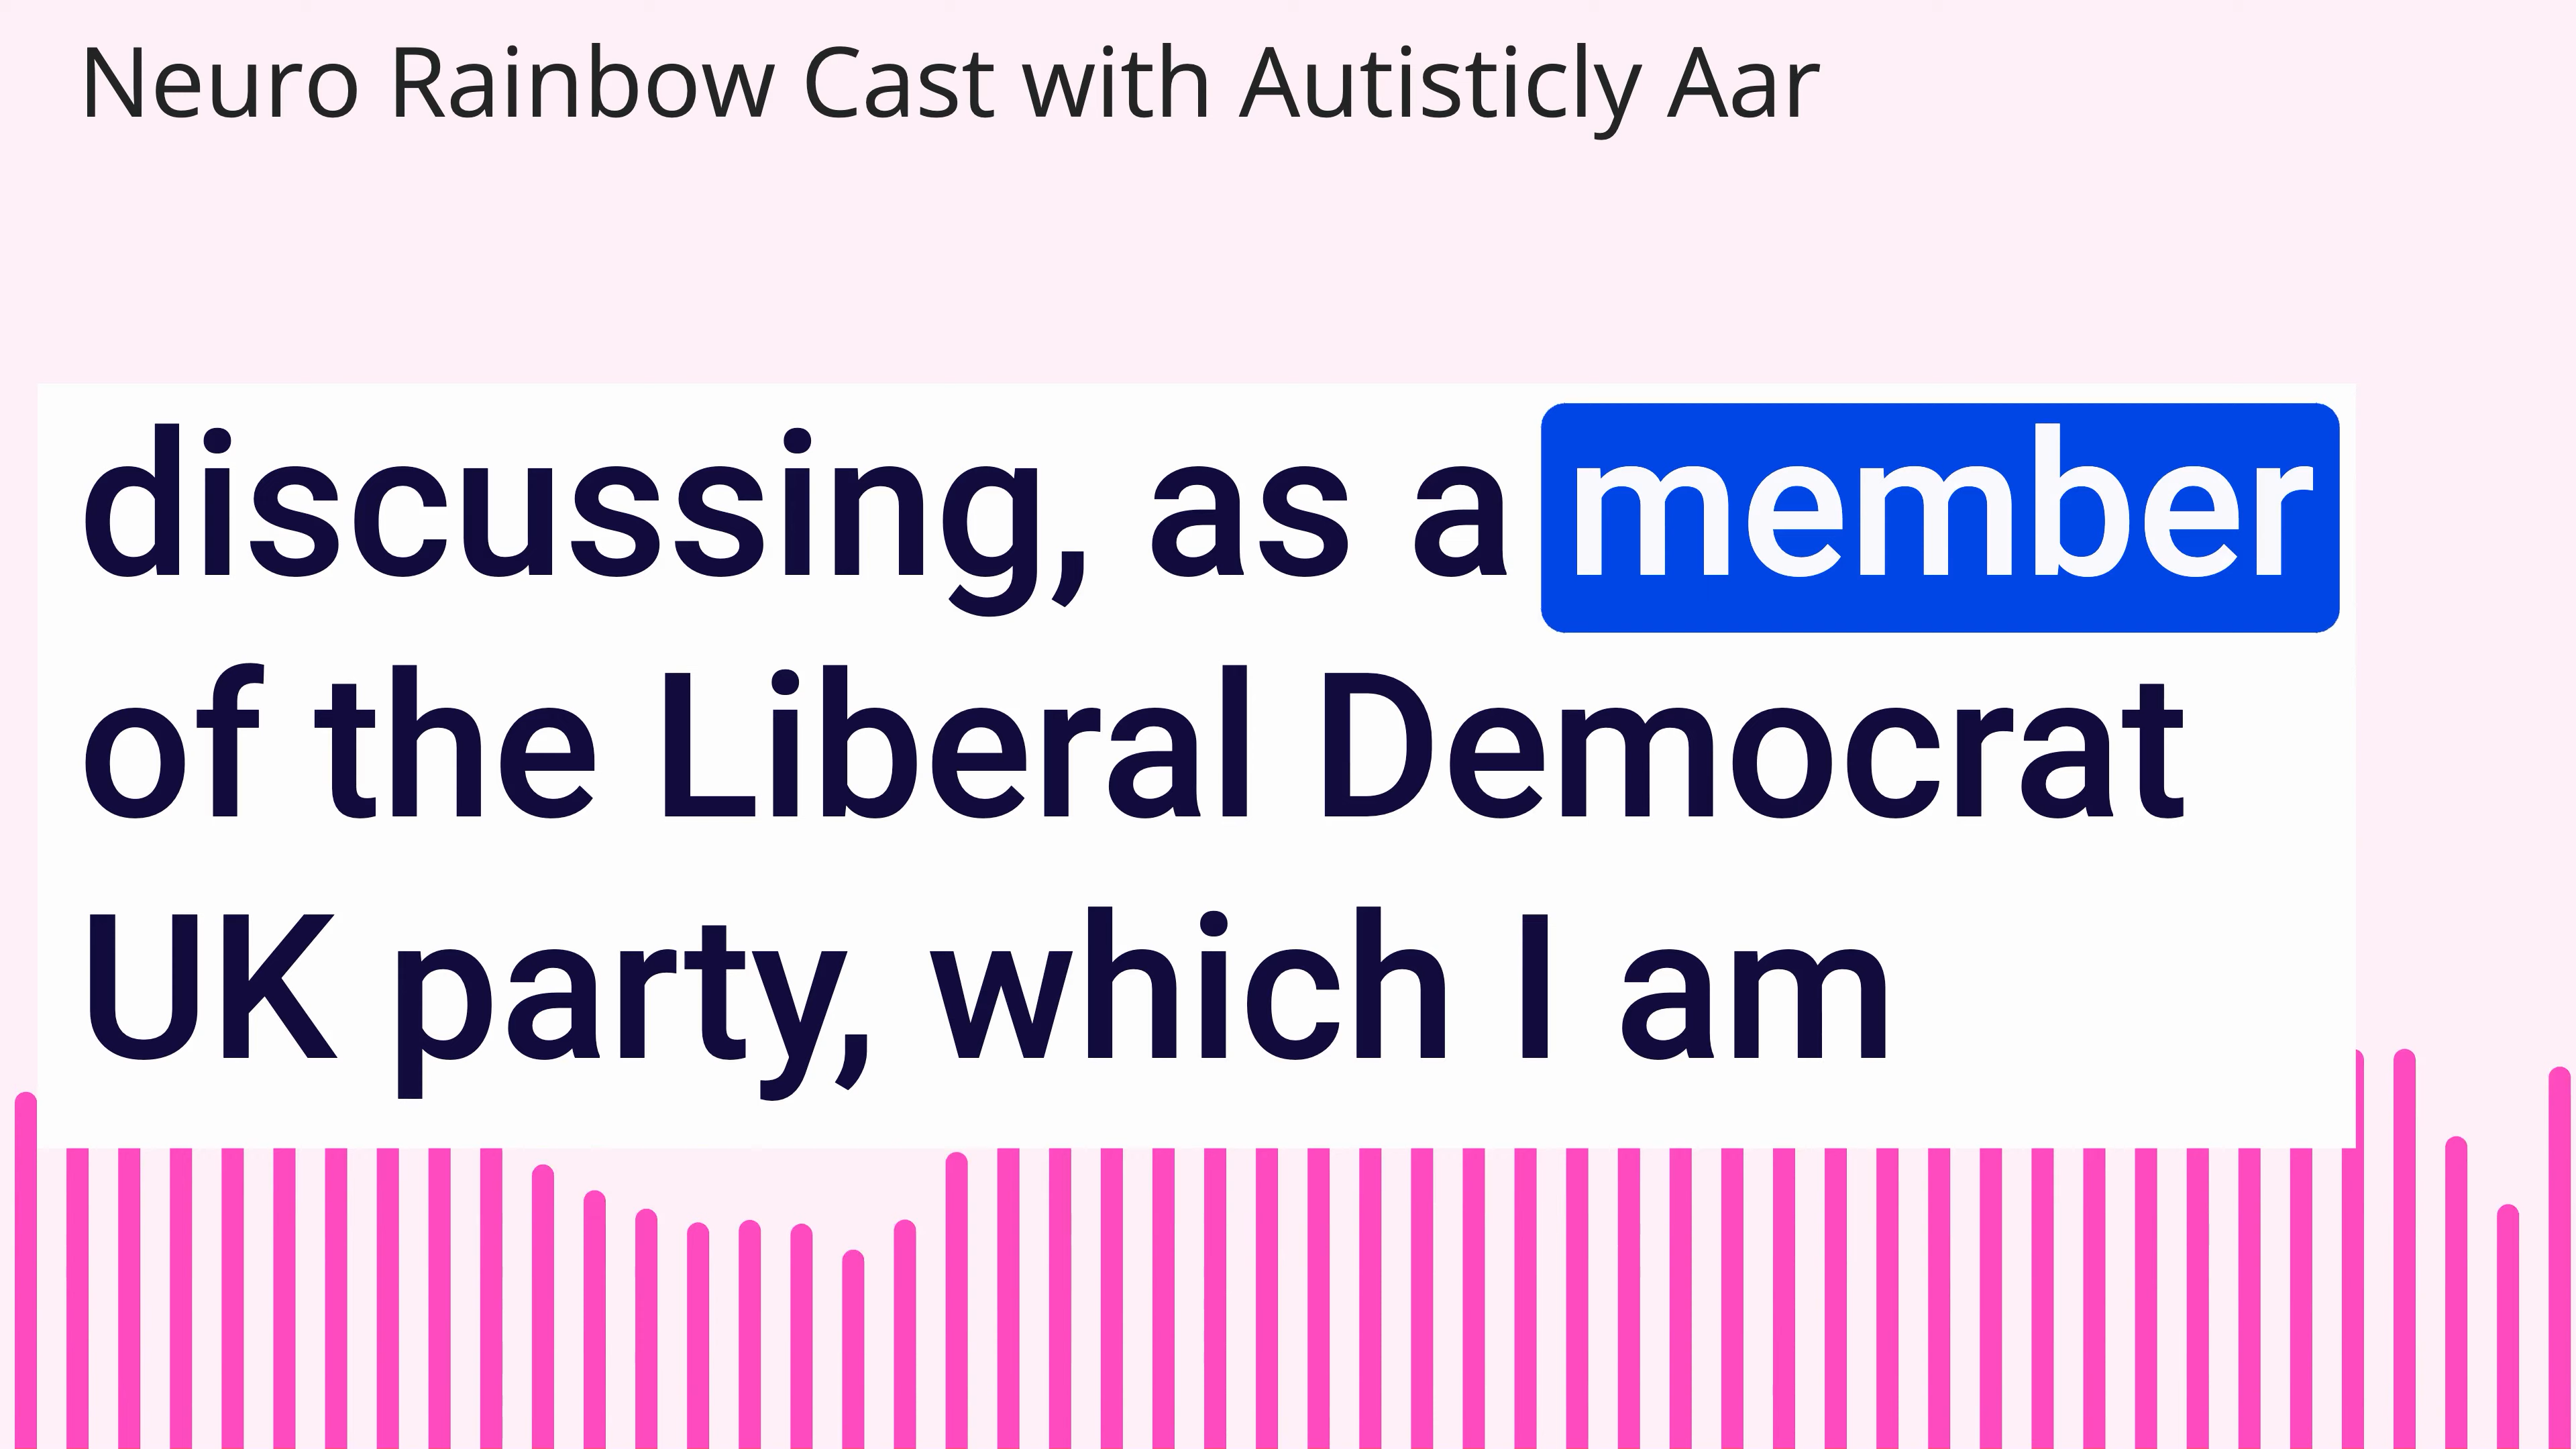 Neuro Rainbow Cast with Autisticly Aar
discussing, as a member
of the Liberal Democrat
UK party, which I am